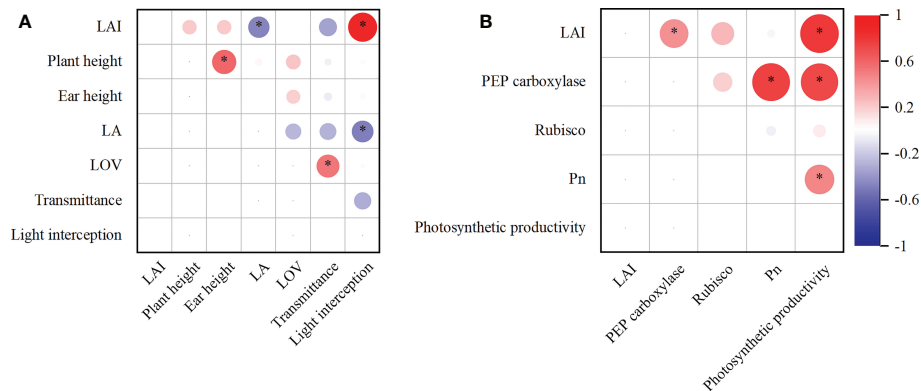 A
LAI
Plant height
Ear height
LA
LOV
Transmittance
Light interception
* *
*
*
*
LAI
Plant height
Ear height
LA
LOV
Transmittance
Light interception
B
LAI
PEP carboxylase
Rubisco
Pn
Photosynthetic productivity
* *
* *
*
LAI
PEP carboxylase
Rubisco
Pn
Photosynthetic productivity
1
0.6
0.2
-0.2
-0.6
-1